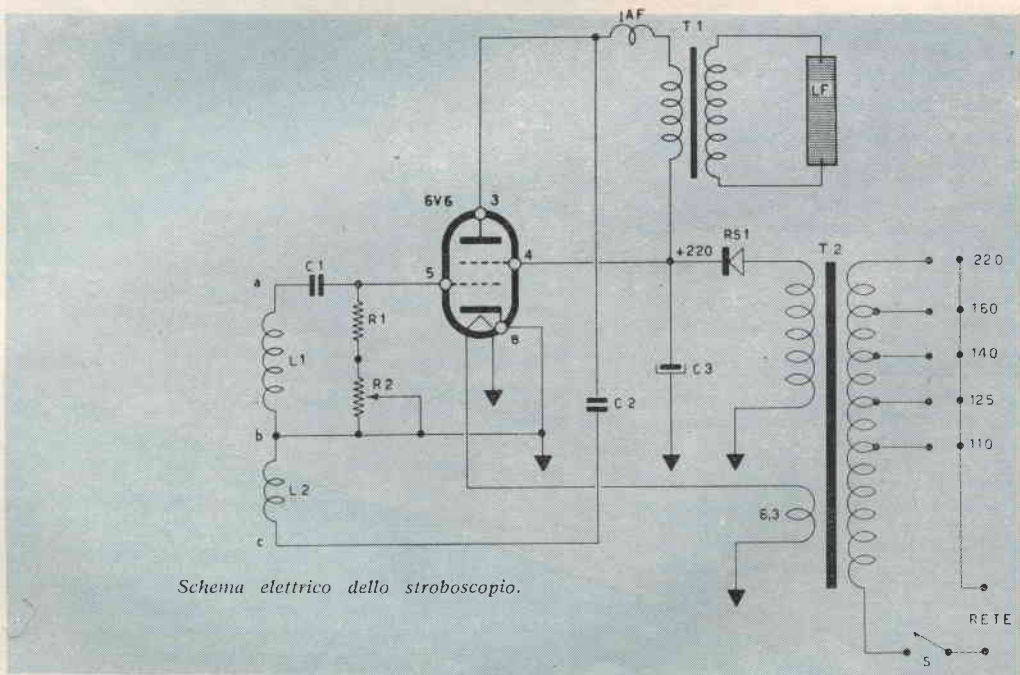 JAF
T1
LF
6V6
3
4
5
8
+220
RS1
T2
220
160
140
125
110
a
C1
R1
L1
R2
b
L2
c
C2
C3
6,3
RETE
S
Schema elettrico dello stroboscopio.